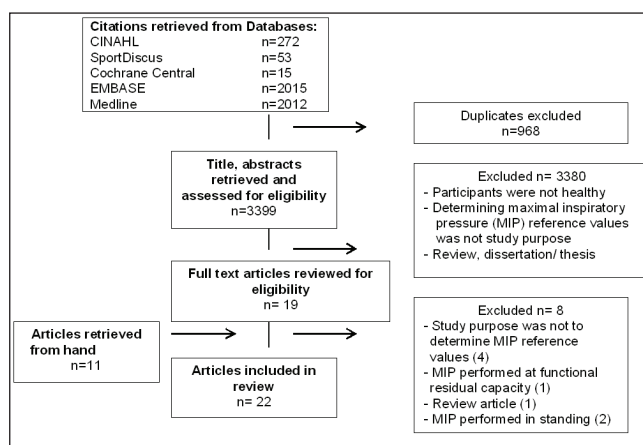 Citations retrieved from Databases:
CINAHL n=272
SportDiscus n=53
Cochrane Central n=15
EMBASE n=2015
Medline n=2012
Duplicates excluded
n=968
Title, abstracts
retrieved and
assessed for eligibility
n=3399
Excluded n= 3380
- Participants were not healthy
- Determining maximal inspiratory
pressure (MIP) reference values
was not study purpose
- Review, dissertation/ thesis
Full text articles reviewed for
eligibility
n= 19
Excluded n= 8
- Study purpose was not to
determine MIP reference
values (4)
- MIP performed at functional
residual capacity (1)
- Review article (1)
- MIP performed in standing (2)
Articles retrieved
from hand
n=11
Articles included in
review
n= 22